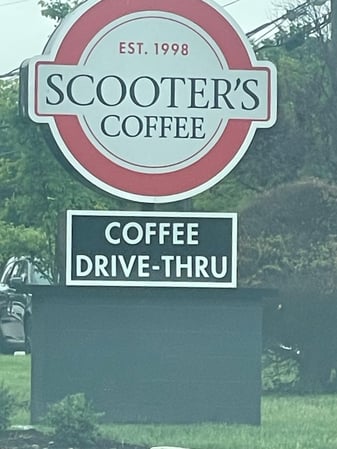 EST. 1998
SCOOTER'S
COFFEE
COFFEE
DRIVE-THRU